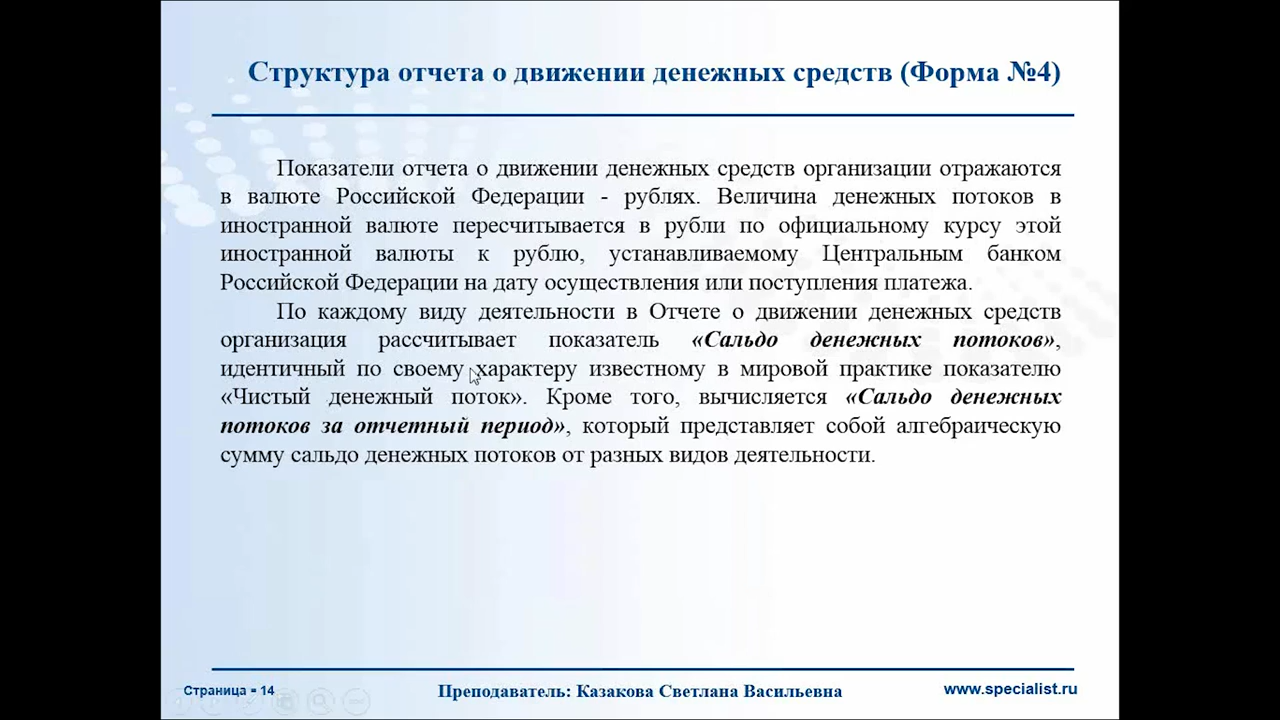 Структура отчета о движении денежных средств (Форма №4)
Показатели отчета о движении денежных средств организации отражаются
в валюте Российской Федерации - рублях. Величина денежных потоков в
иностранной валюте пересчитывается в рубли по официальному курсу этой
иностранной валюты к рублю, устанавливаемому Центральным банком
Российской Федерации на дату осуществления или поступления платежа.
По каждому виду деятельности в Отчете о движении денежных средств
организация рассчитывает показатель «Сальдо денежных потоков»,
идентичный по своему характеру известному в мировой практике показателю
«Чистый денежный поток». Кроме того, вычисляется «Сальдо денежных
потоков за отчетный период», который представляет собой алгебраическую
сумму сальдо денежных потоков от разных видов деятельности.
Страница ▪ 14
Преподаватель: Казакова Светлана Васильевна
www.specialist.ru